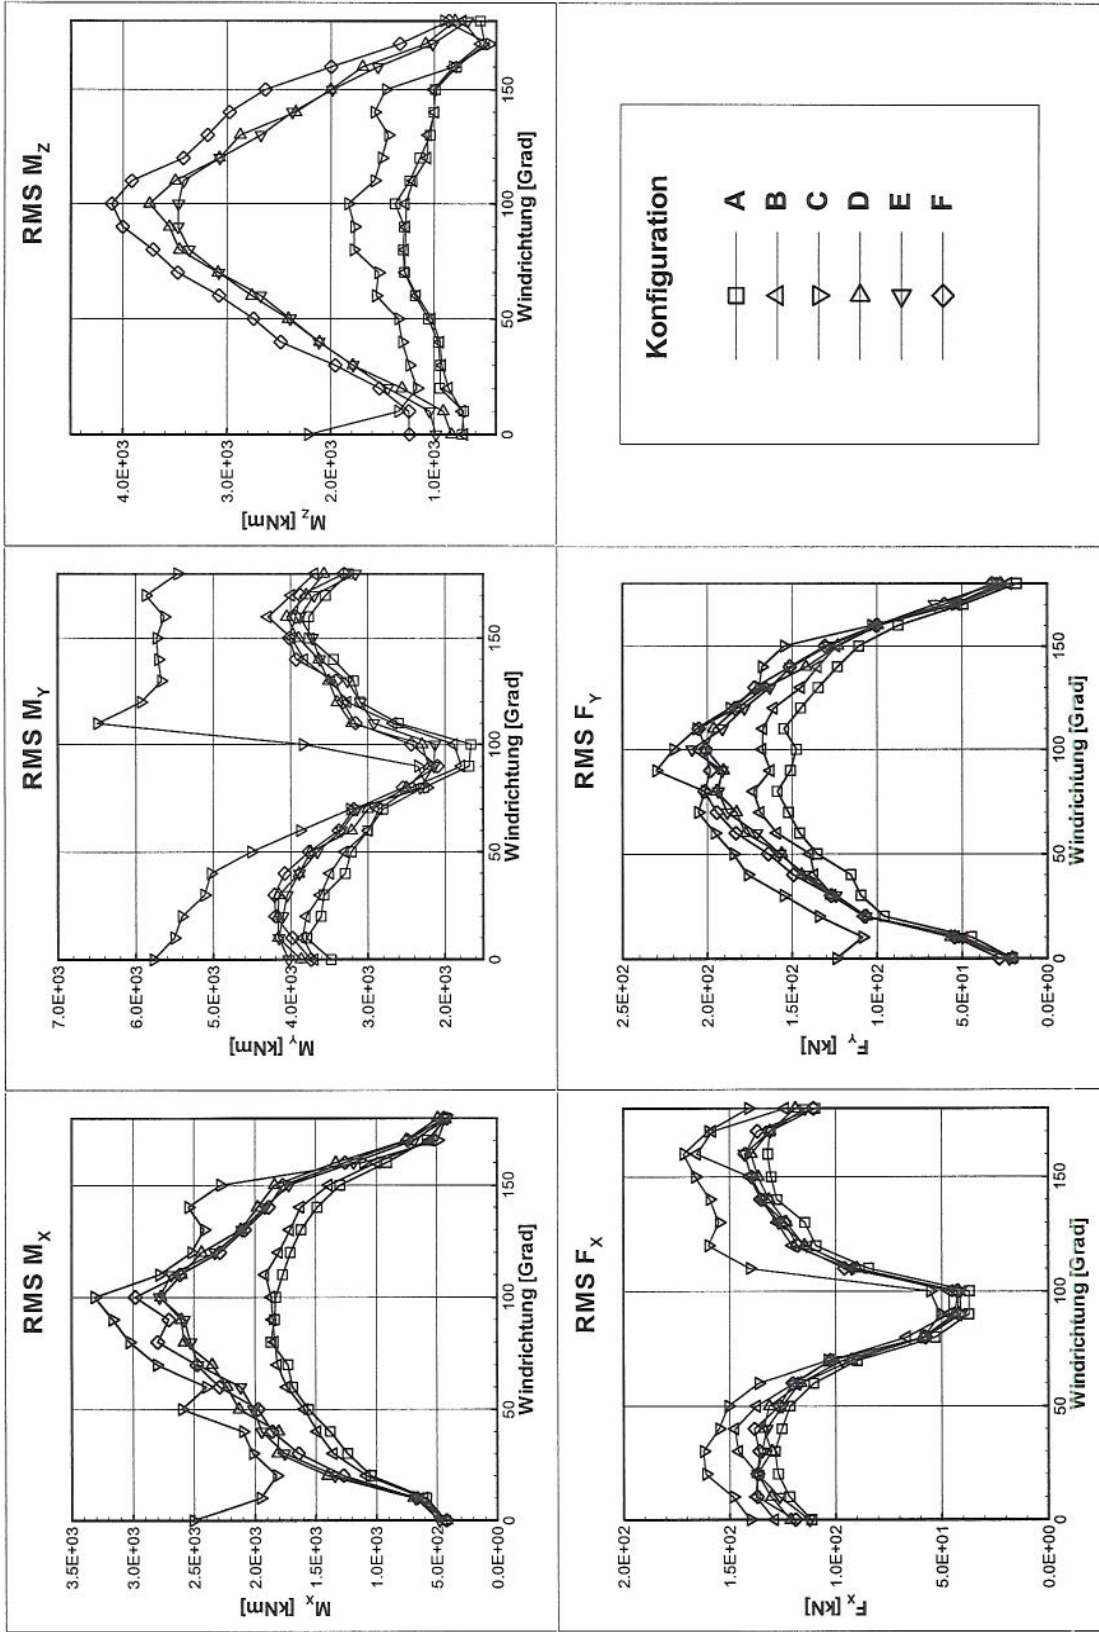 RMS M_X
3.5E+03
3.0E+03
2.5E+03
2.0E+03
1.5E+03
1.0E+03
5.0E+02
0.0E+00
M_X [kNm]
0 50 100 150
Windrichtung [Grad]
RMS M_Y
7.0E+03
6.0E+03
5.0E+03
4.0E+03
3.0E+03
2.0E+03
M_Y [kNm]
0 50 100 150
Windrichtung [Grad]
RMS M_Z
4.0E+03
3.0E+03
2.0E+03
1.0E+03
M_Z [kNm]
0 50 100 150
Windrichtung [Grad]
RMS F_X
2.0E+02
1.5E+02
1.0E+02
5.0E+01
0.0E+00
F_X [kN]
0 50 100 150
Windrichtung [Grad]
RMS F_Y
2.5E+02
2.0E+02
1.5E+02
1.0E+02
5.0E+01
0.0E+00
F_Y [kN]
0 50 100 150
Windrichtung [Grad]
Konfiguration
A
B
C
D
E
F